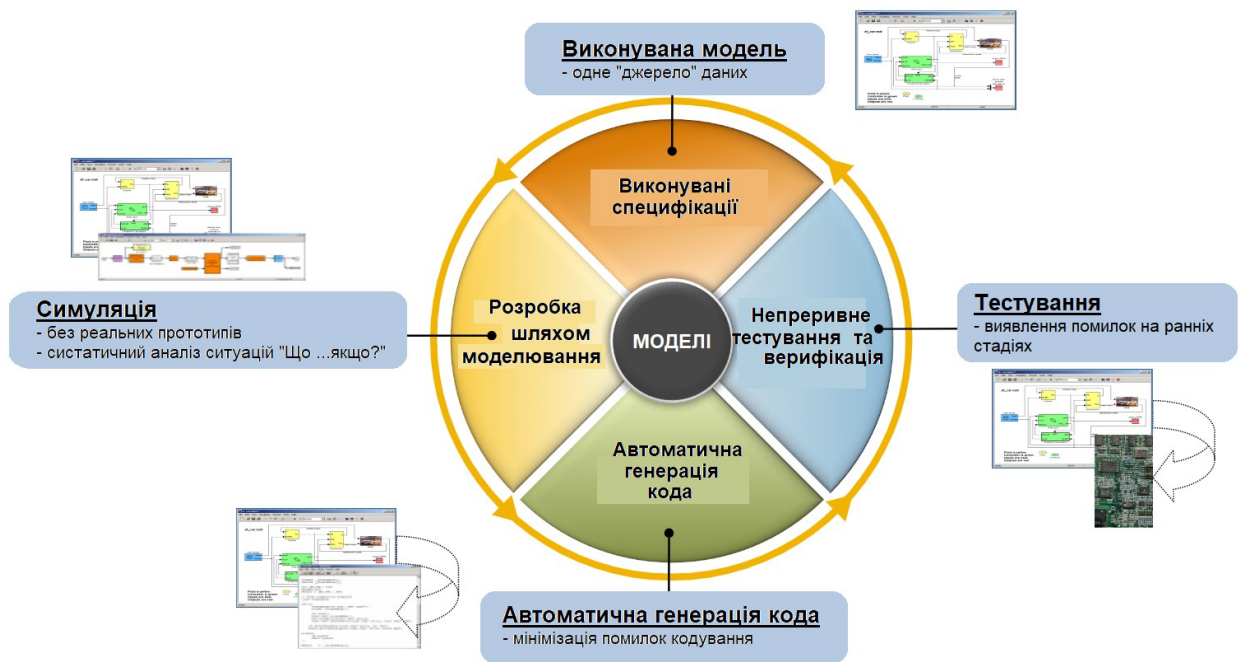 Виконувана модель
- одне "джерело" даних
Виконувані
специфікації
Симуляція
- без реальних прототипів
- систатичний аналіз ситуацій "Що ...якщо?"
Розробка
шляхом
моделювання
МОДЕЛІ
Непреривне
тестування та
верифікація
Тестування
- виявлення помилок на ранніх
стадіях
Автоматична
генерація
кода
Автоматична генерація кода
- мінімізація помилок кодування